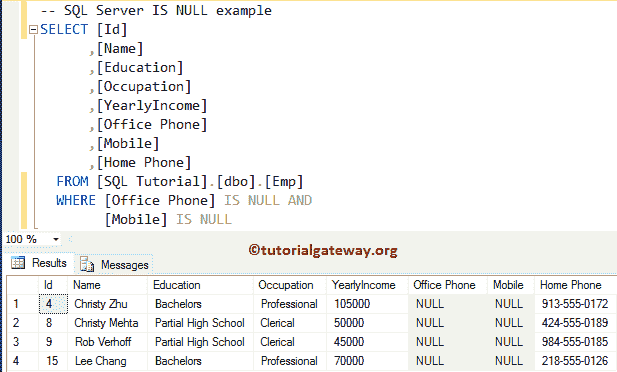 -- SQL Server IS NULL example
SELECT [Id]
,[Name]
,[Education]
,[Occupation]
,[YearlyIncome]
,[Office Phone]
,[Mobile]
,[Home Phone]
FROM [SQL Tutorial].[dbo].[Emp]
WHERE [Office Phone] IS NULL AND
[Mobile] IS NULL
100 %
©tutorialgateway.org
Results Messages
Id Name Education Occupation YearlyIncome Office Phone Mobile Home Phone
1 4 Christy Zhu Bachelors Professional 105000 NULL NULL 913-555-0172
2 8 Christy Mehta Partial High School Clerical 50000 NULL NULL 424-555-0189
3 9 Rob Verhoff Partial High School Clerical 45000 NULL NULL 984-555-0185
4 15 Lee Chang Bachelors Professional 70000 NULL NULL 218-555-0126